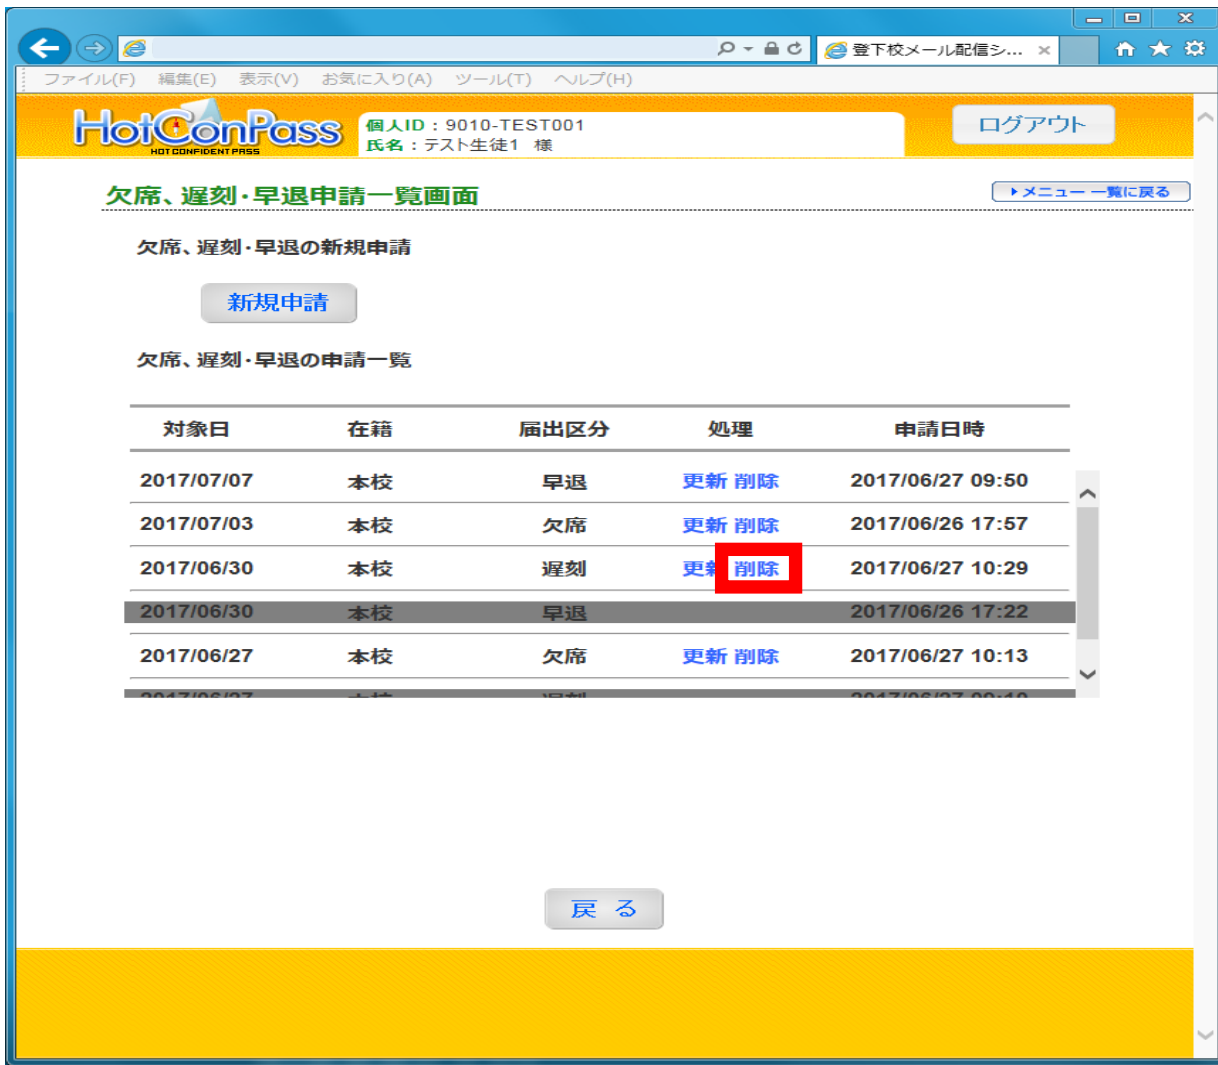 登下校メール配信シ...
ファイル(F) 編集(E) 表示(V) お気に入り(A) ツール(T) ヘルプ(H)
HotConPass
HOT CONFIDENT PASS
個人ID：9010-TEST001
氏名：テスト生徒1 様
ログアウト
欠席、遅刻・早退申請一覧画面
メニュー 一覧に戻る
欠席、遅刻・早退の新規申請
新規申請
欠席、遅刻・早退の申請一覧
対象日 在籍 届出区分 処理 申請日時
2017/07/07 本校 早退 更新 削除 2017/06/27 09:50
2017/07/03 本校 欠席 更新 削除 2017/06/26 17:57
2017/06/30 本校 遅刻 更新 削除 2017/06/27 10:29
2017/06/30 本校 早退 2017/06/26 17:22
2017/06/27 本校 欠席 更新 削除 2017/06/27 10:13
2017/06/27 本校 遅刻
戻 る